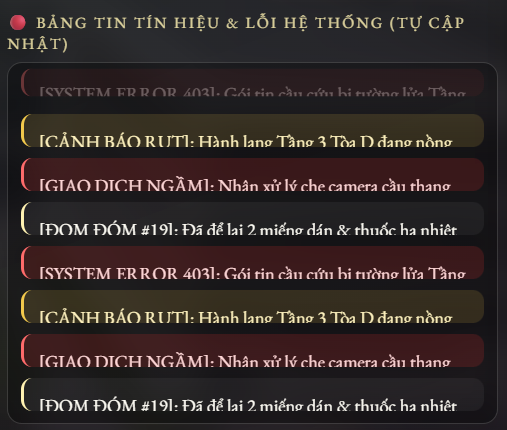 BẢNG TIN TÍN HIỆU & LỖI HỆ THỐNG (TỰ CẬP
NHẬT)
[SYSTEM ERROR 403]: Gói tin cầu cứu bị tường lửa Tầng
[CẢNH BÁO RUT]: Hành lang Tầng 3 Tòa D đang nồng
[GIAO DỊCH NGẦM]: Nhận xử lý che camera cầu thang
[ĐOM ĐÓM #19]: Đã để lại 2 miếng dán & thuốc hạ nhiệt
[SYSTEM ERROR 403]: Gói tin cầu cứu bị tường lửa Tầng
[CẢNH BÁO RUT]: Hành lang Tầng 3 Tòa D đang nồng
[GIAO DỊCH NGẦM]: Nhận xử lý che camera cầu thang
[ĐOM ĐÓM #19]: Đã để lại 2 miếng dán & thuốc hạ nhiệt